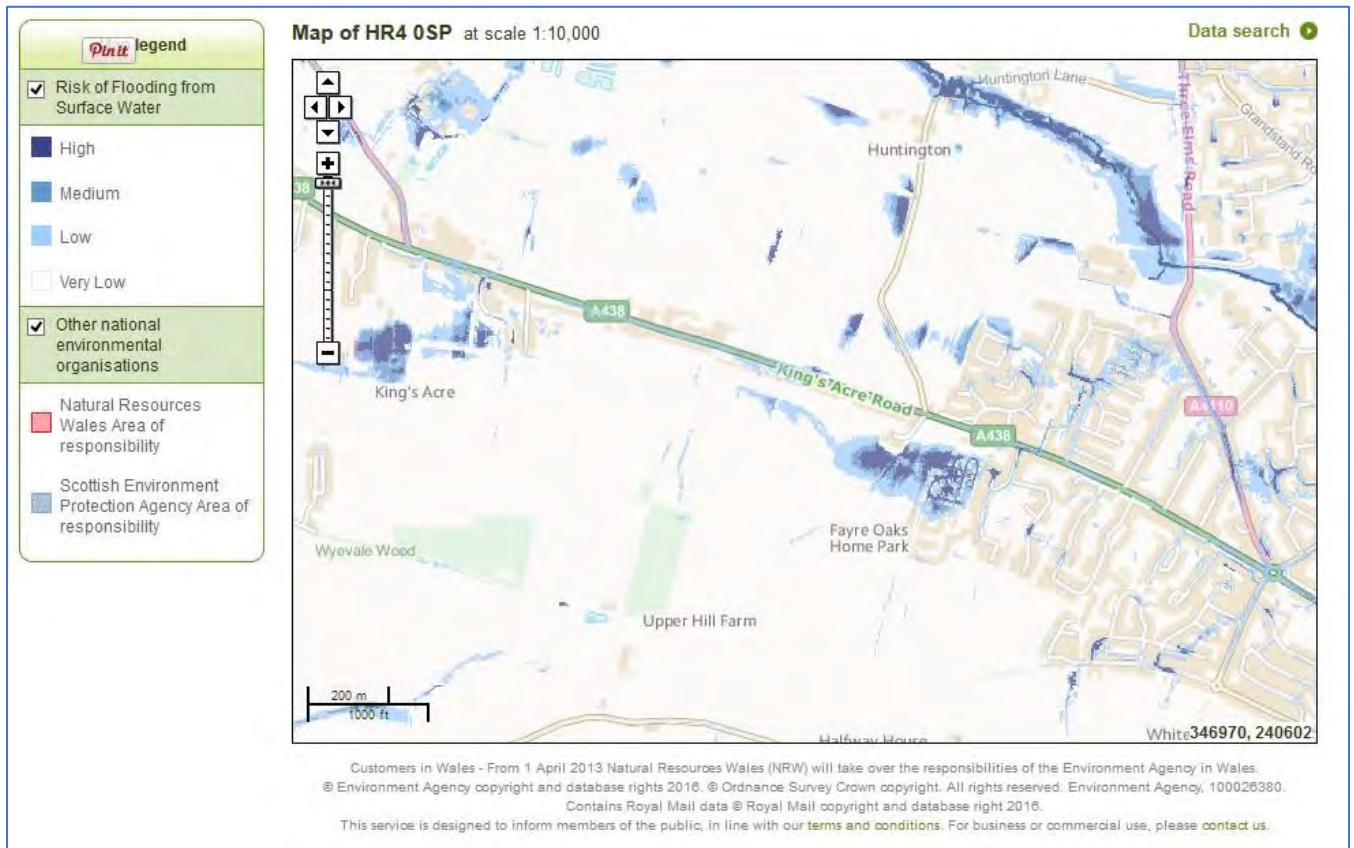 Pin it legend
Risk of Flooding from
Surface Water
High
Medium
Low
Very Low
Other national
environmental
organisations
Natural Resources
Wales Area of
responsibility
Scottish Environment
Protection Agency Area of
responsibility
Map of HR4 0SP at scale 1:10,000
Data search
Huntington Lane
Three Elms Road
Grandstand Ro
Huntington
38
A438
King's Acre
King's Acre Road
A438
A4110
Fayre Oaks
Home Park
Wyevale Wood
Upper Hill Farm
200 m
1000 ft
Halfway House
White
346970, 240602
Customers in Wales - From 1 April 2013 Natural Resources Wales (NRW) will take over the responsibilities of the Environment Agency in Wales.
© Environment Agency copyright and database rights 2016. © Ordnance Survey Crown copyright. All rights reserved. Environment Agency, 100026380.
Contains Royal Mail data © Royal Mail copyright and database right 2016.
This service is designed to inform members of the public, in line with our terms and conditions. For business or commercial use, please contact us.